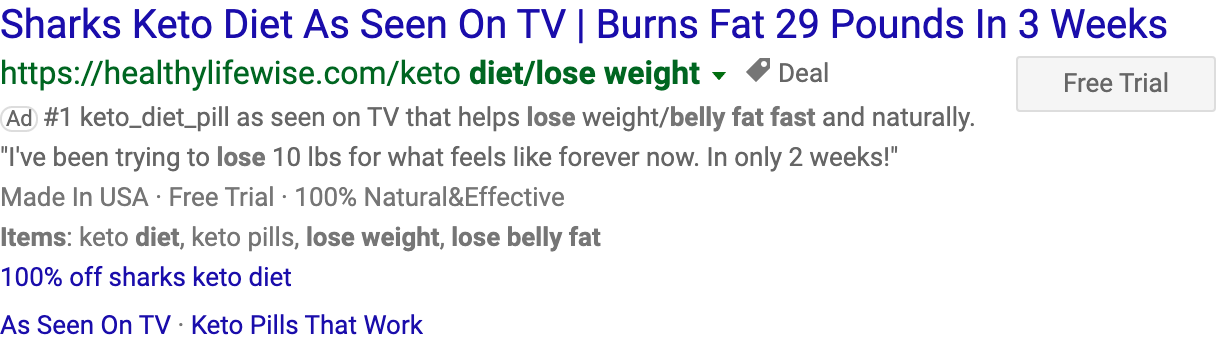 Sharks Keto Diet As Seen On TV | Burns Fat 29 Pounds In 3 Weeks
https://healthylifewise.com/keto diet/lose weight Deal
Free Trial
Ad #1 keto_diet_pill as seen on TV that helps lose weight/belly fat fast and naturally.
"I've been trying to lose 10 lbs for what feels like forever now. In only 2 weeks!"
Made In USA · Free Trial · 100% Natural&Effective
Items: keto diet, keto pills, lose weight, lose belly fat
100% off sharks keto diet
As Seen On TV · Keto Pills That Work